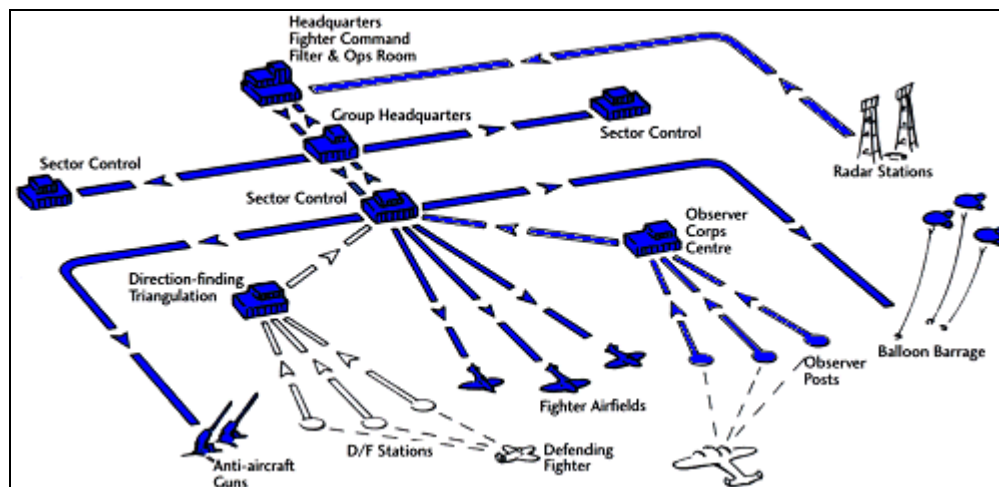 Headquarters
Fighter Command
Filter & Ops Room
Group Headquarters
Sector Control
Sector Control
Radar Stations
Sector Control
Observer
Corps
Centre
Direction-finding
Triangulation
Balloon Barrage
Observer
Posts
Fighter Airfields
D/F Stations
Defending
Fighter
Anti-aircraft
Guns